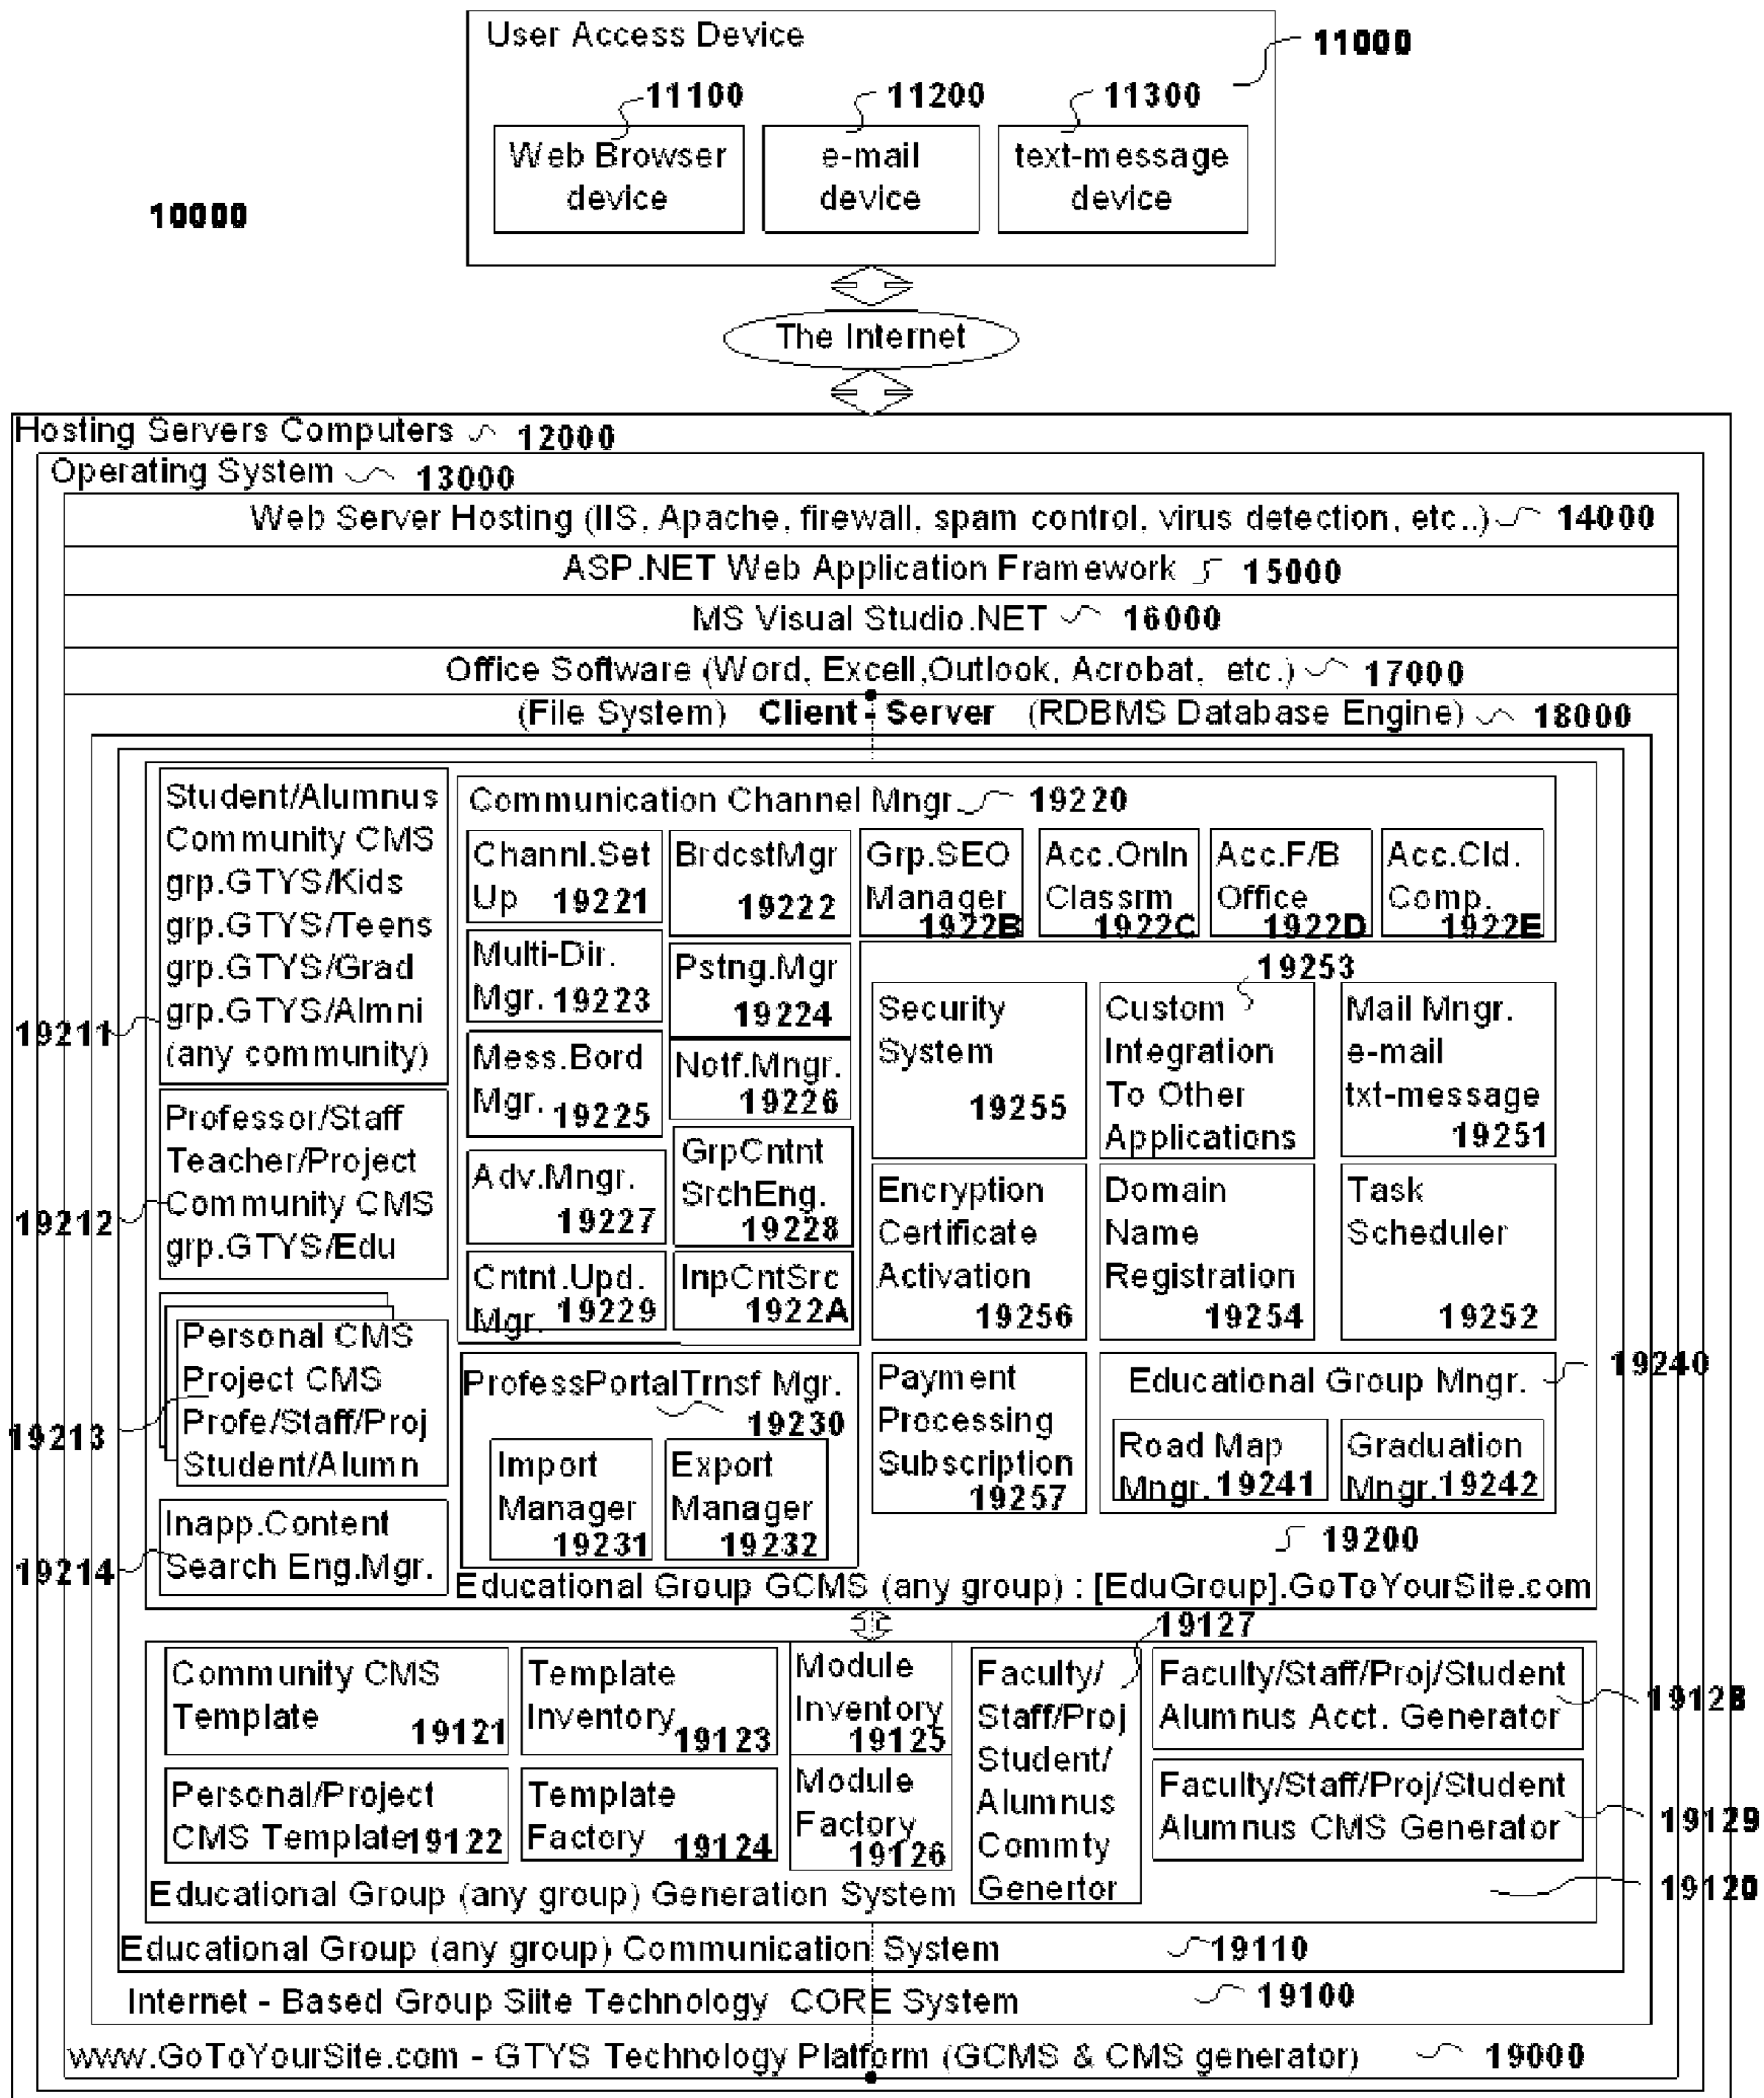 User Access Device
11000
11100
11200
11300
Web Browser
device
e-mail
device
text-message
device
10000
The Internet
Hosting Servers Computers 12000
Operating System 13000
Web Server Hosting (IIS, Apache, firewall, spam control, virus detection, etc..) 14000
ASP.NET Web Application Framework 15000
MS Visual Studio.NET 16000
Office Software (Word, Excell,Outlook, Acrobat, etc.) 17000
(File System) Client - Server (RDBMS Database Engine) 18000
Student/Alumnus
Community CMS
grp.GTYS/Kids
grp.GTYS/Teens
grp.GTYS/Grad
grp.GTYS/Almni
(any community)
19211
Professor/Staff
Teacher/Project
Community CMS
grp.GTYS/Edu
19212
Personal CMS
Project CMS
Profe/Staff/Proj
Student/Alumn
19213
Inapp.Content
Search Eng.Mgr.
19214
Communication Channel Mngr 19220
Channl.Set
Up 19221
BrdcstMgr
19222
Grp.SEO
Manager
1922B
Acc.OnIn
Classrm
1922C
Acc.F/B
Office
1922D
Acc.Cld.
Comp.
1922E
Multi-Dir.
Mgr. 19223
Pstng.Mgr
19224
Mess.Bord
Mgr. 19225
Notf.Mngr.
19226
Adv.Mngr.
19227
GrpCntnt
SrchEng.
19228
Cntnt.Upd.
Mgr. 19229
InpCntSrc
1922A
Security
System
19255
19253
Custom
Integration
To Other
Applications
Mail Mngr.
e-mail
txt-message
19251
Encryption
Certificate
Activation
19256
Domain
Name
Registration
19254
Task
Scheduler
19252
ProfessPortalTrnsf Mgr.
19230
Import
Manager
19231
Export
Manager
19232
Payment
Processing
Subscription
19257
Educational Group Mngr. 19240
Road Map
Mngr. 19241
Graduation
Mngr. 19242
19200
Educational Group GCMS (any group) : [EduGroup].GoToYourSite.com
Community CMS
Template 19121
Template
Inventory 19123
Module
Inventory
19125
19127
Faculty/
Staff/Proj
Student/
Alumnus
Commty
Genertor
Faculty/Staff/Proj/Student
Alumnus Acct. Generator
Personal/Project
CMS Template 19122
Template
Factory 19124
Module
Factory
19126
Faculty/Staff/Proj/Student
Alumnus CMS Generator
Educational Group (any group) Generation System
Educational Group (any group) Communication System 19110
Internet - Based Group Siite Technology CORE System 19100
www.GoToYourSite.com - GTYS Technology Platform (GCMS & CMS generator) 19000